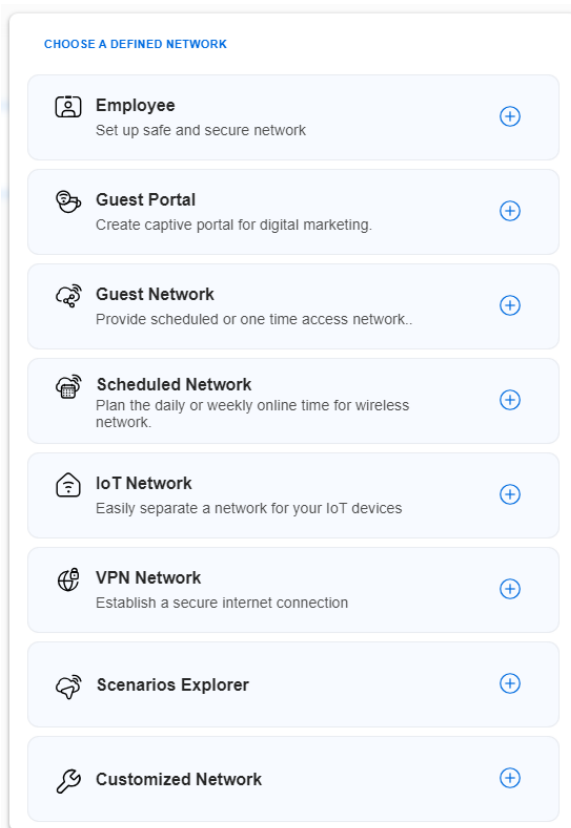 CHOOSE A DEFINED NETWORK
Employee
Set up safe and secure network
Guest Portal
Create captive portal for digital marketing.
Guest Network
Provide scheduled or one time access network..
Scheduled Network
Plan the daily or weekly online time for wireless
network.
IoT Network
Easily separate a network for your IoT devices
VPN Network
Establish a secure internet connection
Scenarios Explorer
Customized Network